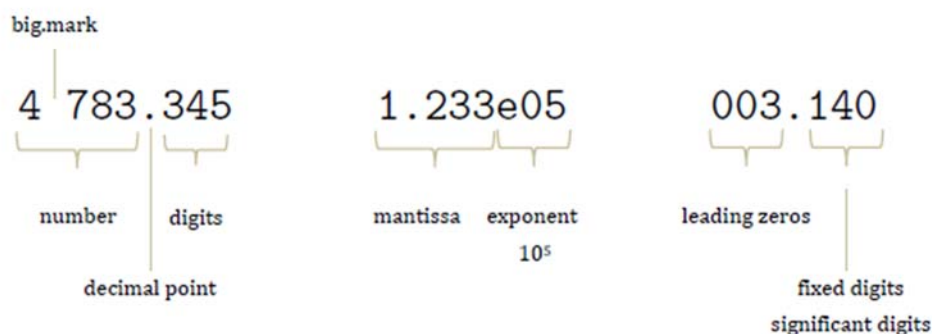 big.mark
4 783.345
1.233e05
003.140
number
digits
mantissa
exponent
10⁵
leading zeros
decimal point
fixed digits
significant digits